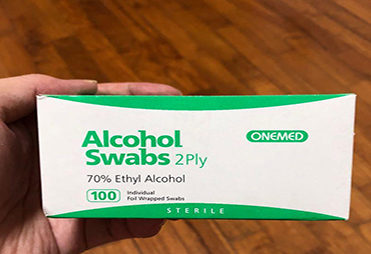 Alcohol
Swabs 2Ply
ONEMED
70% Ethyl Alcohol
100 Individual
Foil Wrapped Swabs
STERILE